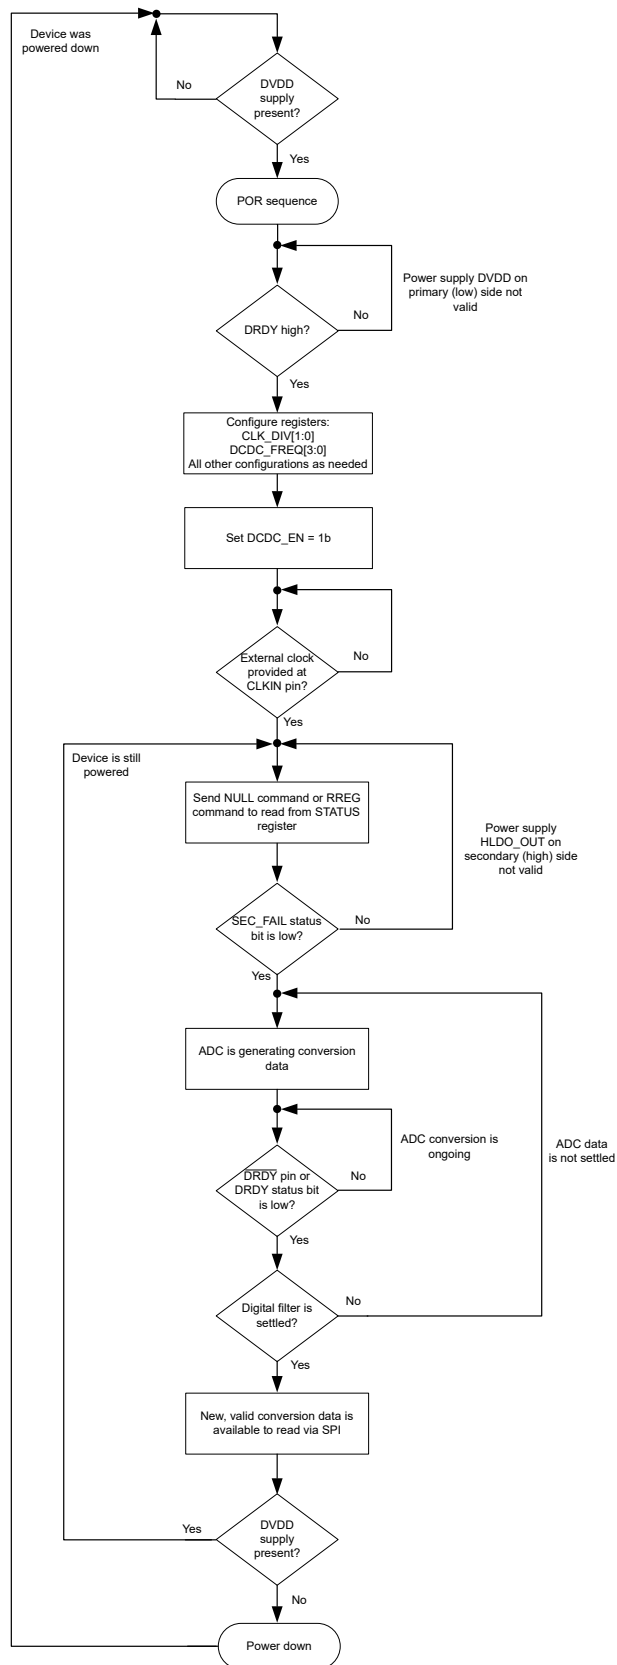 Device was
powered down
No
DVDD
supply
present?
Yes
POR sequence
Power supply DVDD on
primary (low) side not
valid
No
DRDY high?
Yes
Configure registers:
CLK_DIV[1:0]
DCDC_FREQ[3:0]
All other configurations as needed
Set DCDC_EN = 1b
External clock
provided at
CLKIN pin?
No
Yes
Device is still
powered
Send NULL command or RREG
command to read from STATUS
register
Power supply
HLDO_OUT on
secondary (high) side
not valid
SEC_FAIL status
bit is low?
No
Yes
ADC is generating conversion
data
ADC conversion is
ongoing
ADC data
is not settled
DRDY pin or
DRDY status bit
is low?
No
Yes
Digital filter is
settled?
No
Yes
New, valid conversion data is
available to read via SPI
Yes
DVDD
supply
present?
No
Power down